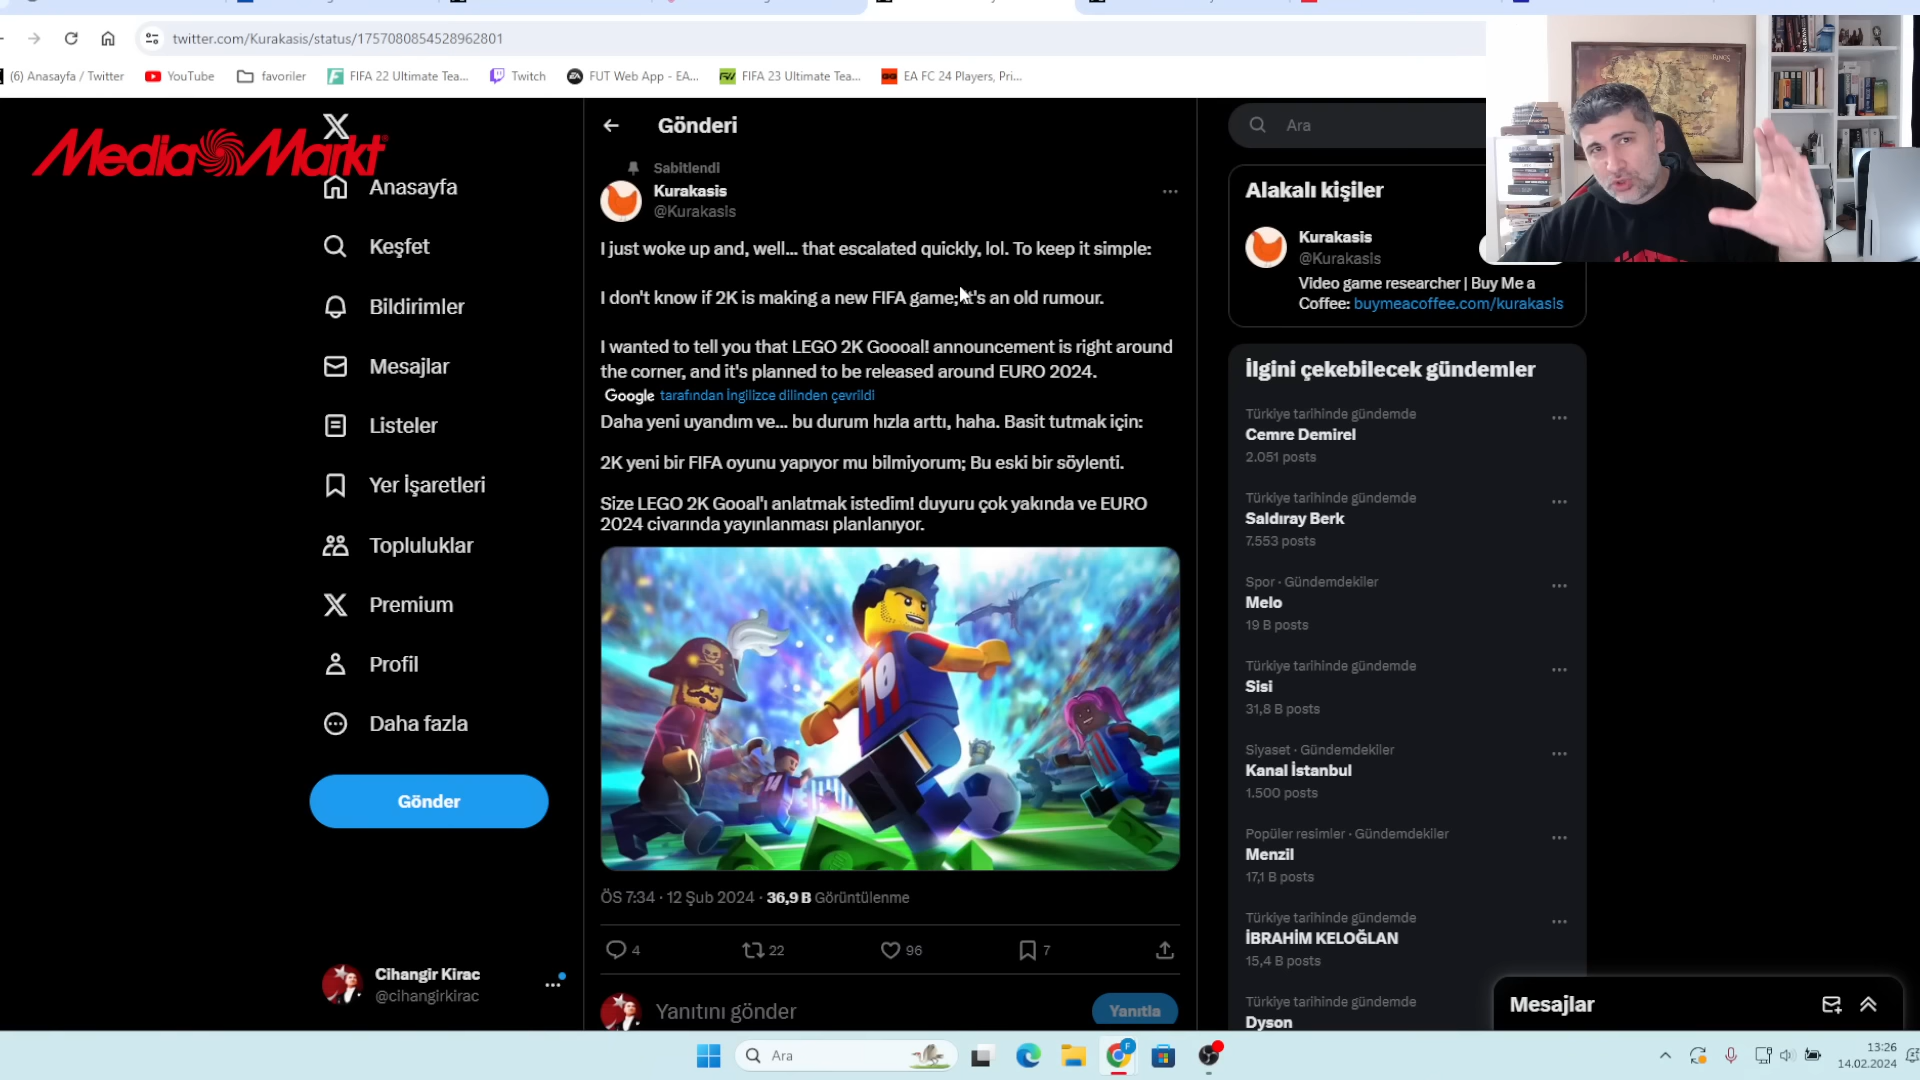 twitter.com/Kurakasis/status/1757080854528962801
(6) Anasayfa / Twitter
YouTube
favoriler
FIFA 22 Ultimate Tea...
Twitch
FUT Web App - EA...
FIFA 23 Ultimate Tea...
EA FC 24 Players, Pri...
Media Markt
Anasayfa
Keşfet
Bildirimler
Mesajlar
Listeler
Yer İşaretleri
Topluluklar
Premium
Profil
Daha fazla
Gönder
Cihangir Kirac
@cihangirkirac
Gönderi
Sabitlendi
Kurakasis
@Kurakasis
I just woke up and, well... that escalated quickly, lol. To keep it simple:
I don't know if 2K is making a new FIFA game; it's an old rumour.
I wanted to tell you that LEGO 2K Goooal! announcement is right around
the corner, and it's planned to be released around EURO 2024.
Google tarafından İngilizce dilinden çevrildi
Daha yeni uyandım ve... bu durum hızla arttı, haha. Basit tutmak için:
2K yeni bir FIFA oyunu yapıyor mu bilmiyorum; Bu eski bir söylenti.
Size LEGO 2K Gooal'ı anlatmak istedim! duyuru çok yakında ve EURO
2024 civarında yayınlanması planlanıyor.
10
ÖS 7:34 · 12 Şub 2024 · 36,9 B Görüntülenme
4
22
96
7
Yanıtını gönder
Yanıtla
Ara
Alakalı kişiler
Kurakasis
@Kurakasis
Video game researcher | Buy Me a
Coffee: buymeacoffee.com/kurakasis
İlgini çekebilecek gündemler
Türkiye tarihinde gündemde
Cemre Demirel
2.051 posts
Türkiye tarihinde gündemde
Saldıray Berk
7.553 posts
Spor · Gündemdekiler
Melo
19 B posts
Türkiye tarihinde gündemde
Sisi
31,8 B posts
Siyaset · Gündemdekiler
Kanal İstanbul
1.500 posts
Popüler resimler · Gündemdekiler
Menzil
17,1 B posts
Türkiye tarihinde gündemde
İBRAHİM KELOĞLAN
15,4 B posts
Türkiye tarihinde gündemde
Dyson
Mesajlar
Ara
13:26
14.02.2024